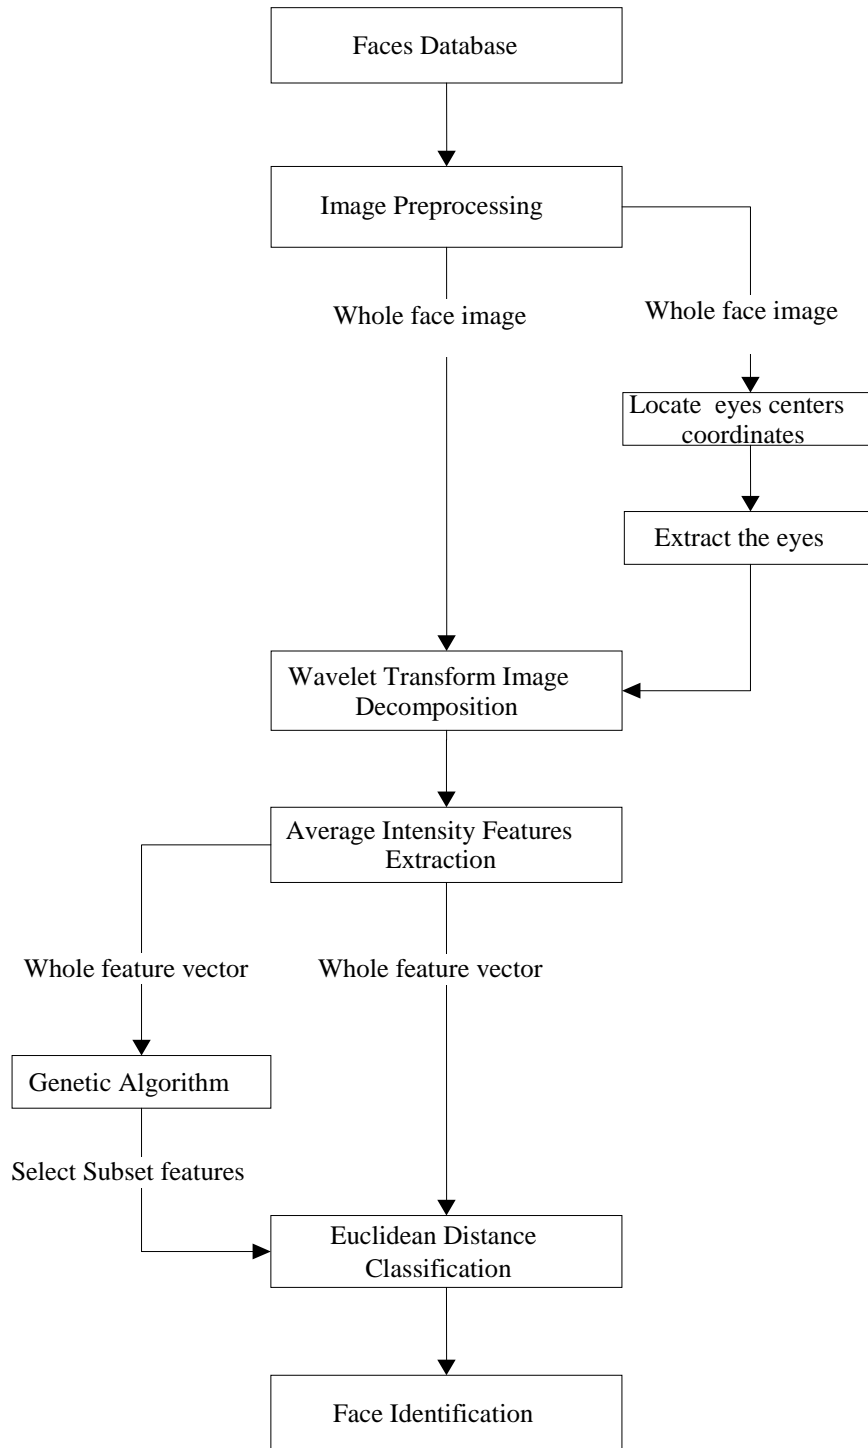 Faces Database
Image Preprocessing
Whole face image
Whole face image
Locate eyes centers
coordinates
Extract the eyes
Wavelet Transform Image
Decomposition
Average Intensity Features
Extraction
Whole feature vector
Whole feature vector
Genetic Algorithm
Select Subset features
Euclidean Distance
Classification
Face Identification